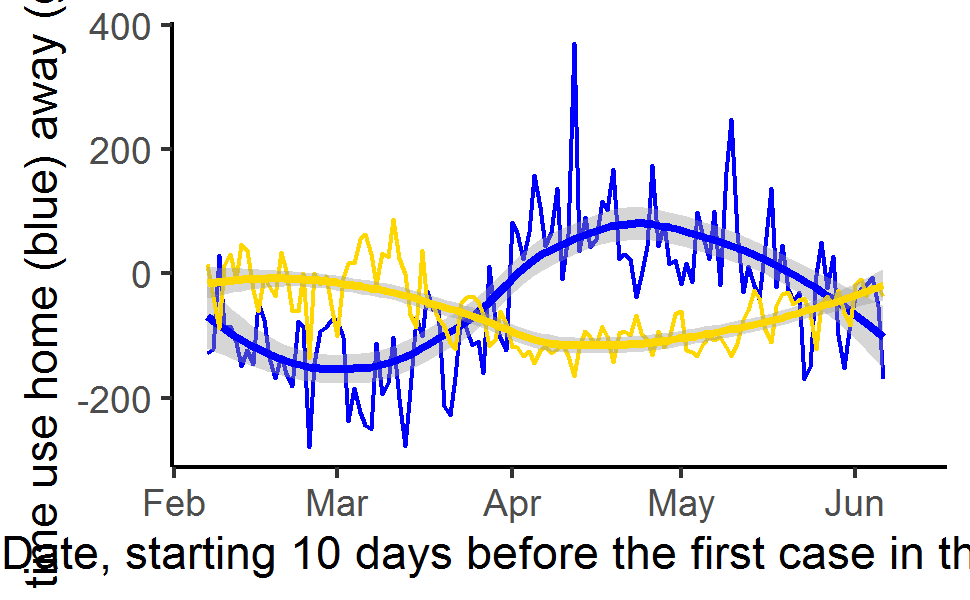 time use home (blue) away (
400
200
0
-200
Feb Mar Apr May Jun
Date, starting 10 days before the first case in th